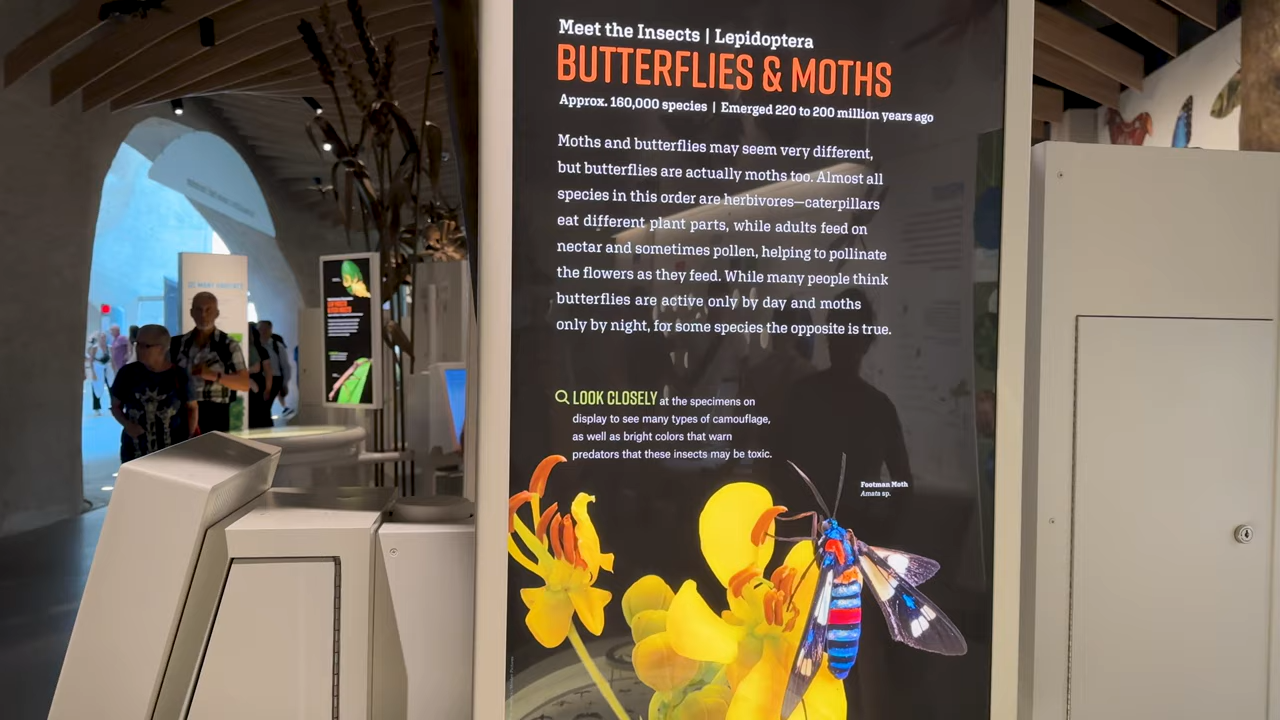 Meet the Insects | Lepidoptera
BUTTERFLIES & MOTHS
Approx. 160,000 species | Emerged 220 to 200 million years ago
Moths and butterflies may seem very different,
but butterflies are actually moths too. Almost all
species in this order are herbivores—caterpillars
eat different plant parts, while adults feed on
nectar and sometimes pollen, helping to pollinate
the flowers as they feed. While many people think
butterflies are active only by day and moths
only by night, for some species the opposite is true.
LOOK CLOSELY at the specimens on
display to see many types of camouflage,
as well as bright colors that warn
predators that these insects may be toxic.
Footman Moth
Amata sp.